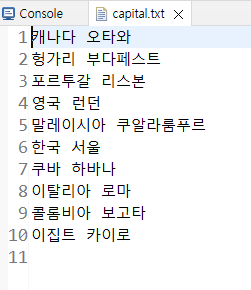 Console
capital.txt
1 캐나다 오타와
2 헝가리 부다페스트
3 포르투갈 리스본
4 영국 런던
5 말레이시아 쿠알라룸푸르
6 한국 서울
7 쿠바 하바나
8 이탈리아 로마
9 콜롬비아 보고타
10 이집트 카이로
11